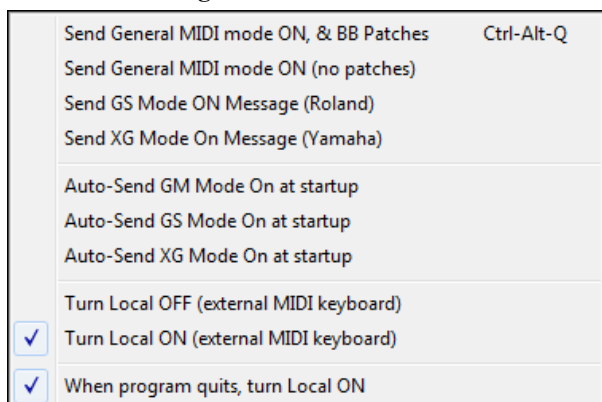 Send General MIDI mode ON, & BB Patches Ctrl-Alt-Q
Send General MIDI mode ON (no patches)
Send GS Mode ON Message (Roland)
Send XG Mode On Message (Yamaha)
Auto-Send GM Mode On at startup
Auto-Send GS Mode On at startup
Auto-Send XG Mode On at startup
Turn Local OFF (external MIDI keyboard)
Turn Local ON (external MIDI keyboard)
When program quits, turn Local ON